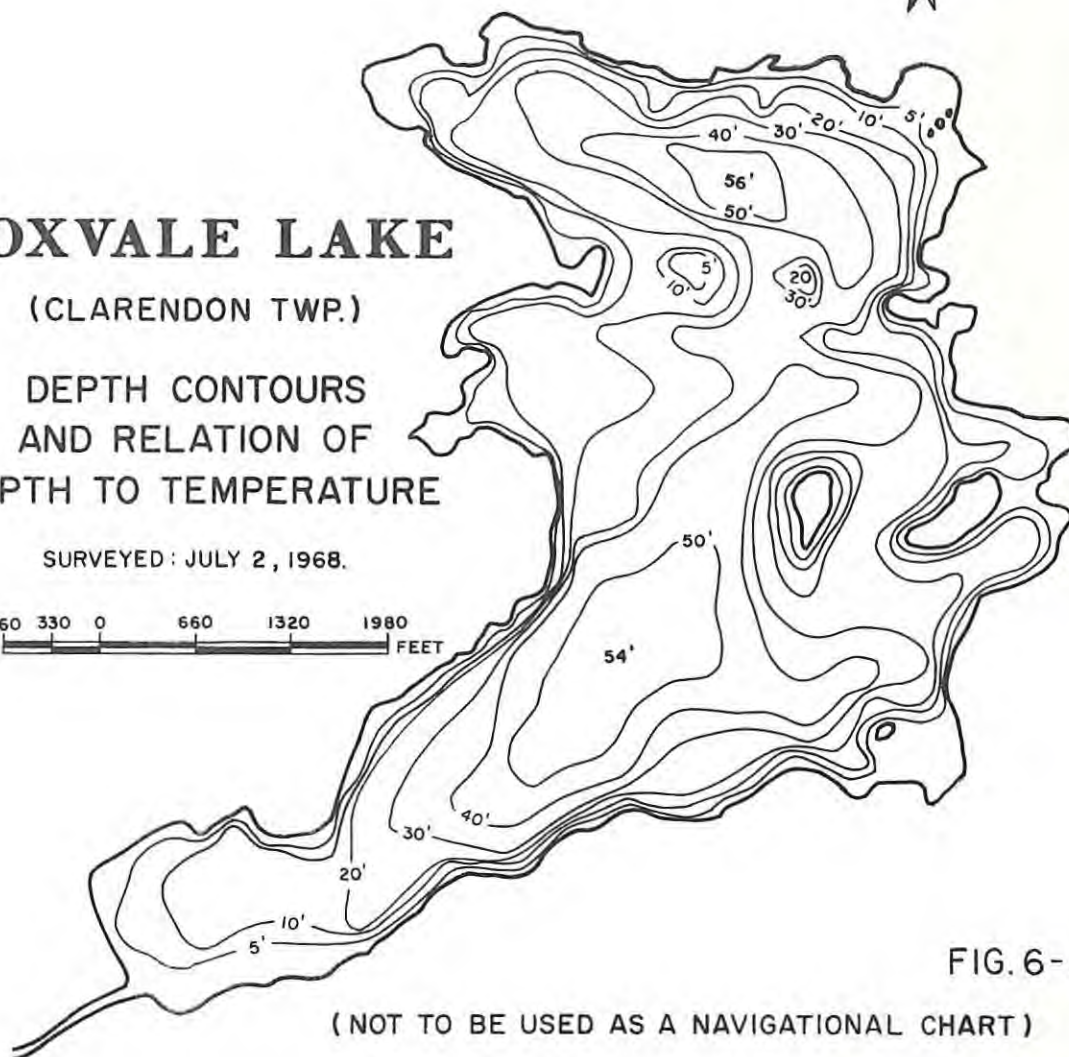 OXVALE LAKE
(CLARENDON TWP.)
DEPTH CONTOURS
AND RELATION OF
PTH TO TEMPERATURE
SURVEYED: JULY 2, 1968.
60 330 0 660 1320 1980
FEET
5'
10'
20'
30'
40'
56'
50'
5'
10'
20
30'
50'
54'
40'
30'
20'
10'
5'
FIG. 6-
(NOT TO BE USED AS A NAVIGATIONAL CHART)